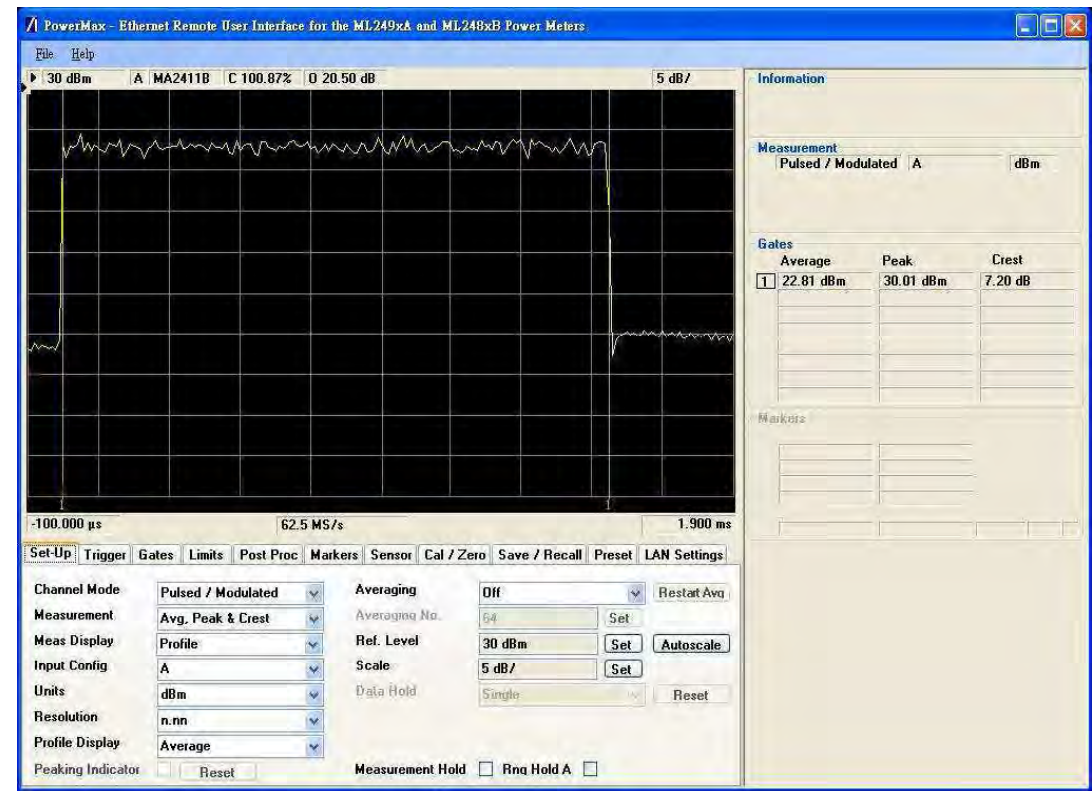 PowerMax - Ethernet Remote User Interface for the ML249xA and ML248xB Power Meters
File Help
30 dBm A MA2411B C 100.87% O 20.50 dB 5 dB/
1 1
-100.000 µs 62.5 MS/s 1.900 ms
Set-Up Trigger Gates Limits Post Proc Markers Sensor Cal / Zero Save / Recall Preset LAN Settings
Channel Mode Pulsed / Modulated Averaging Off Restart Avg
Measurement Avg, Peak & Crest Averaging No. 64 Set
Meas Display Profile Ref. Level 30 dBm Set Autoscale
Input Config A Scale 5 dB/ Set
Units dBm Data Hold Single Reset
Resolution n.nn
Profile Display Average
Peaking Indicator Reset Measurement Hold Rng Hold A
Information
Measurement
Pulsed / Modulated A dBm
Gates
Average Peak Crest
1 22.81 dBm 30.01 dBm 7.20 dB
Markers